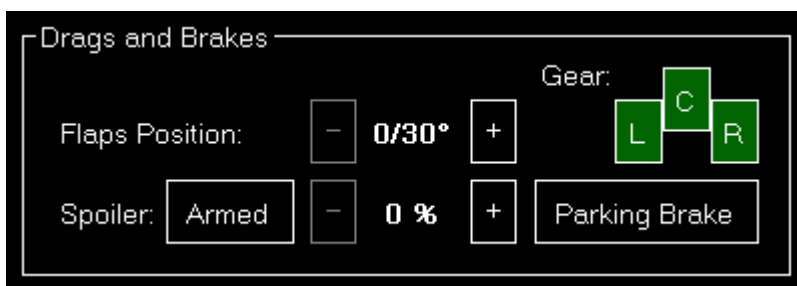 Drags and Brakes
Gear:
C
Flaps Position: − 0/30° + L R
Spoiler: Armed − 0 % + Parking Brake